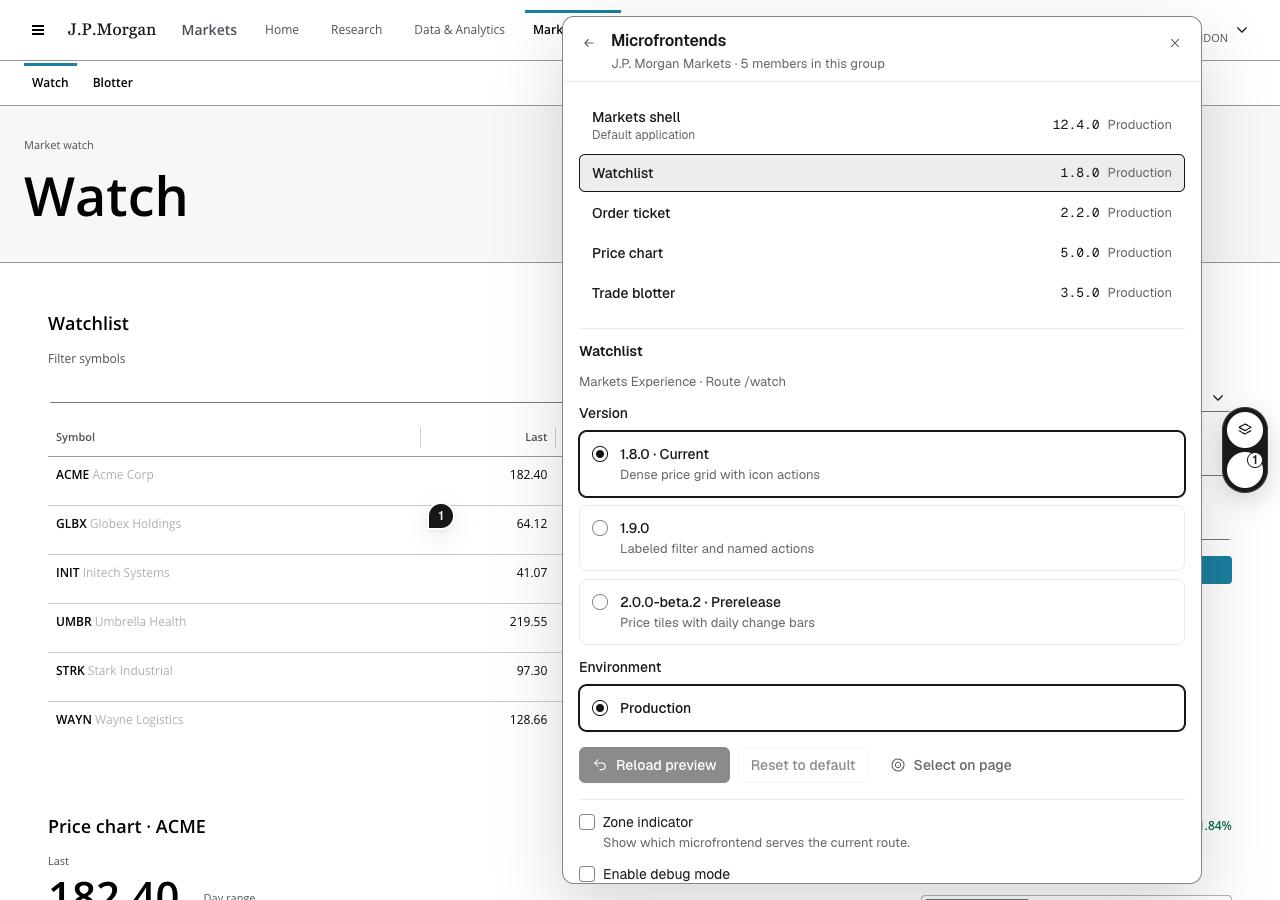 J.P.Morgan Markets Home Research Data & Analytics Mark
Watch Blotter
Market watch
Watch
Watchlist
Filter symbols
Symbol Last
ACME Acme Corp 182.40
GLBX Globex Holdings 1 64.12
INIT Initech Systems 41.07
UMBR Umbrella Health 219.55
STRK Stark Industrial 97.30
WAYN Wayne Logistics 128.66
Price chart · ACME
Last
182.40 Day range
Microfrontends
J.P. Morgan Markets · 5 members in this group
Markets shell 12.4.0 Production
Default application
Watchlist 1.8.0 Production
Order ticket 2.2.0 Production
Price chart 5.0.0 Production
Trade blotter 3.5.0 Production
Watchlist
Markets Experience · Route /watch
Version
1.8.0 · Current
Dense price grid with icon actions
1.9.0
Labeled filter and named actions
2.0.0-beta.2 · Prerelease
Price tiles with daily change bars
Environment
Production
Reload preview Reset to default Select on page
Zone indicator
Show which microfrontend serves the current route.
Enable debug mode
DON
1
.84%